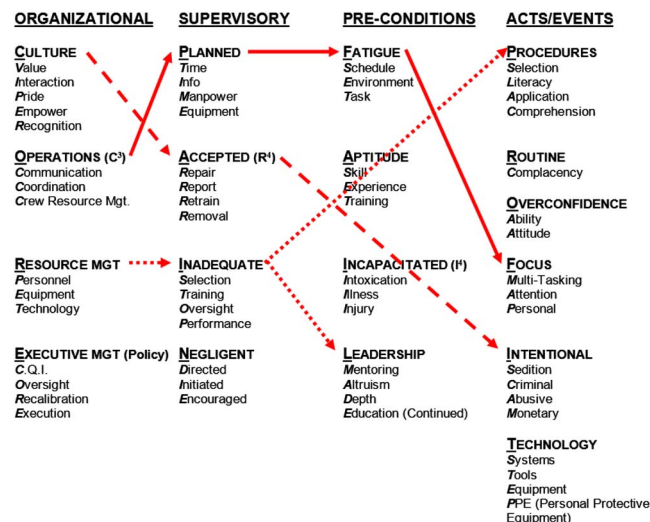 ORGANIZATIONAL
CULTURE
Value
Interaction
Pride
Empower
Recognition
OPERATIONS (C³)
Communication
Coordination
Crew Resource Mgt.
RESOURCE MGT
Personnel
Equipment
Technology
EXECUTIVE MGT (Policy)
C.Q.I.
Oversight
Recalibration
Execution
SUPERVISORY
PLANNED
Time
Info
Manpower
Equipment
ACCEPTED (R⁴)
Repair
Report
Retrain
Removal
INADEQUATE
Selection
Training
Oversight
Performance
NEGLIGENT
Directed
Initiated
Encouraged
PRE-CONDITIONS
FATIGUE
Schedule
Environment
Task
APTITUDE
Skill
Experience
Training
INCAPACITATED (I⁴)
Intoxication
Illness
Injury
LEADERSHIP
Mentoring
Altruism
Depth
Education (Continued)
ACTS/EVENTS
PROCEDURES
Selection
Literacy
Application
Comprehension
ROUTINE
Complacency
OVERCONFIDENCE
Ability
Attitude
FOCUS
Multi-Tasking
Attention
Personal
INTENTIONAL
Sedition
Criminal
Abusive
Monetary
TECHNOLOGY
Systems
Tools
Equipment
PPE (Personal Protective
Equipment)